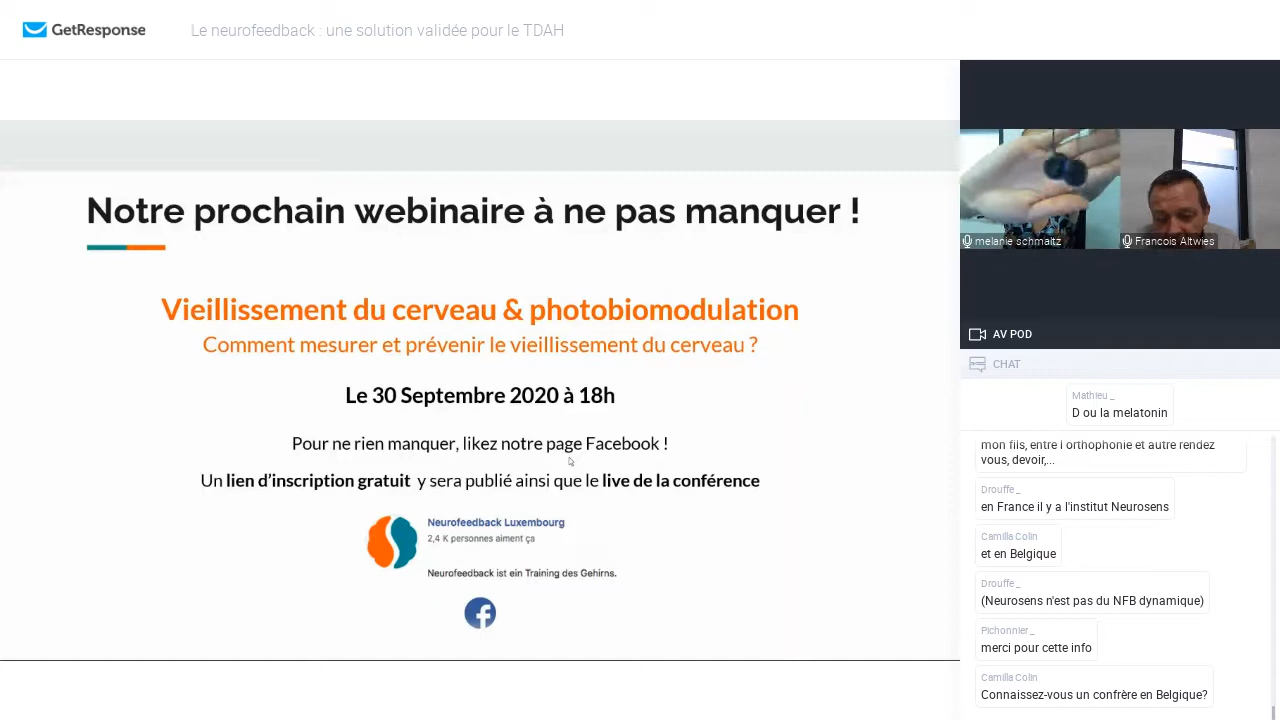 GetResponse
Le neurofeedback : une solution validée pour le TDAH
Notre prochain webinaire à ne pas manquer !
Vieillissement du cerveau & photobiomodulation
Comment mesurer et prévenir le vieillissement du cerveau ?
Le 30 Septembre 2020 à 18h
Pour ne rien manquer, likez notre page Facebook !
Un lien d'inscription gratuit y sera publié ainsi que le live de la conférence
Neurofeedback Luxembourg
2,4 K personnes aiment ça
Neurofeedback ist ein Training des Gehirns.
melanie schmaltz
Francois Altwies
AV POD
CHAT
Mathieu _
D ou la melatonin
mon fils, entre l orthophonie et autre rendez
vous, devoir,...
Drouffe _
en France il y a l'institut Neurosens
Camilla Colin
et en Belgique
Drouffe _
(Neurosens n'est pas du NFB dynamique)
Pichonnier _
merci pour cette info
Camilla Colin
Connaissez-vous un confrère en Belgique?